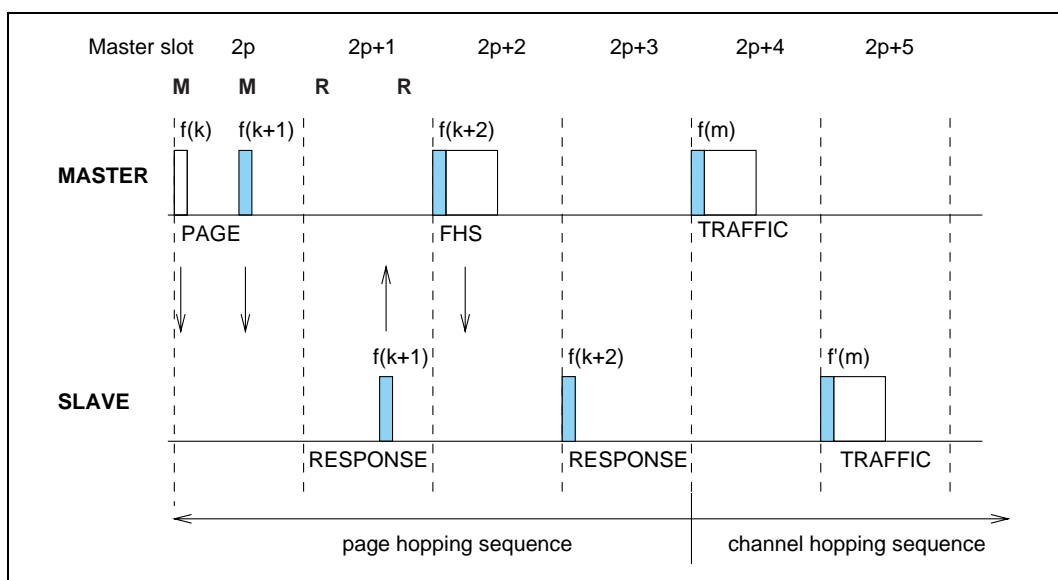 Master slot 2p 2p+1 2p+2 2p+3 2p+4 2p+5
M M R R
f(k) f(k+1) f(k+2) f(m)
MASTER
PAGE FHS TRAFFIC
f(k+1) f(k+2) f'(m)
SLAVE
RESPONSE RESPONSE TRAFFIC
page hopping sequence channel hopping sequence